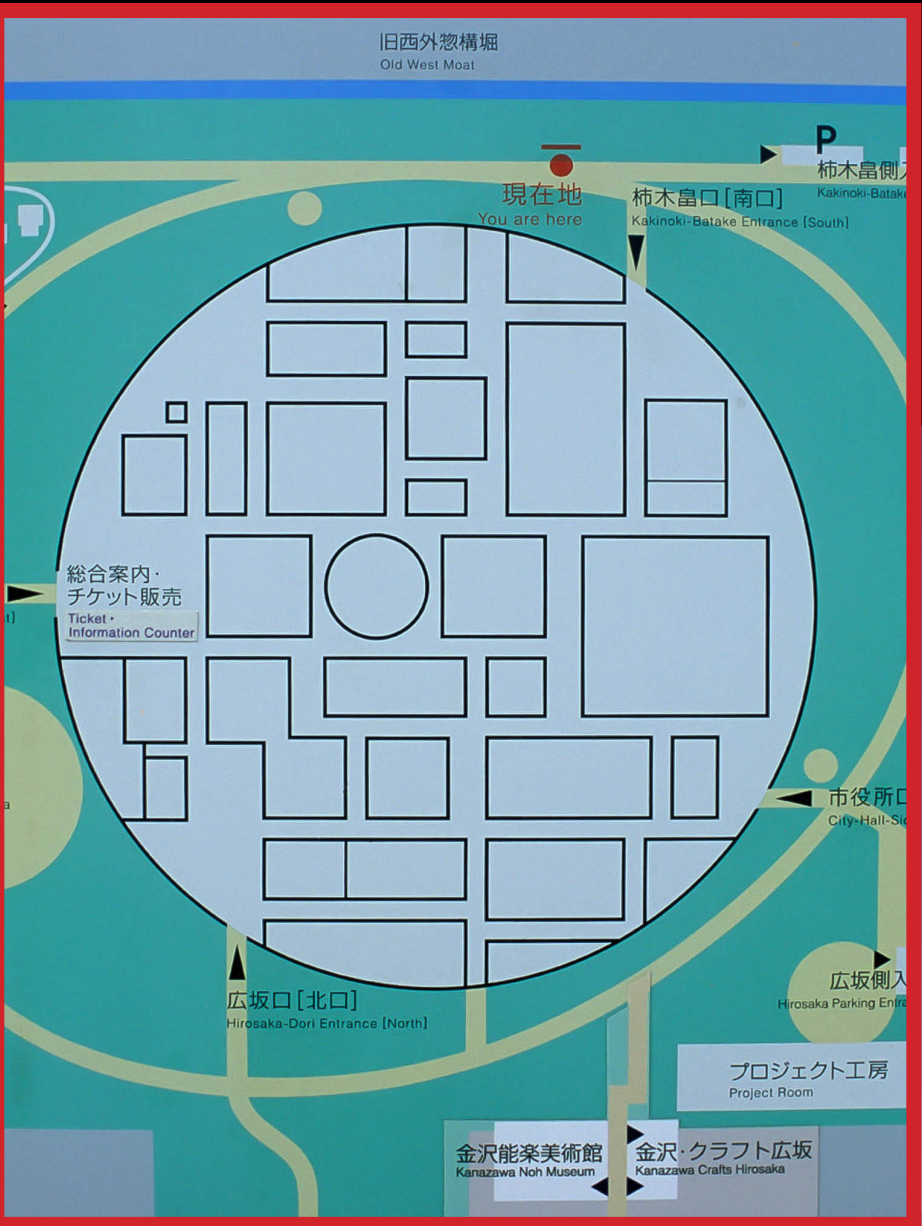 旧西外惣構堀
Old West Moat
P
柿木畠側
Kakinoki-Batake
現在地
You are here
柿木畠口[南口]
Kakinoki-Batake Entrance [South]
総合案内・
チケット販売
Ticket・
Information Counter
t]
a
市役所口
City-Hall-Si
広坂側入
Hirosaka Parking Entra
広坂口[北口]
Hirosaka-Dori Entrance [North]
プロジェクト工房
Project Room
金沢能楽美術館
Kanazawa Noh Museum
金沢・クラフト広坂
Kanazawa Crafts Hirosaka